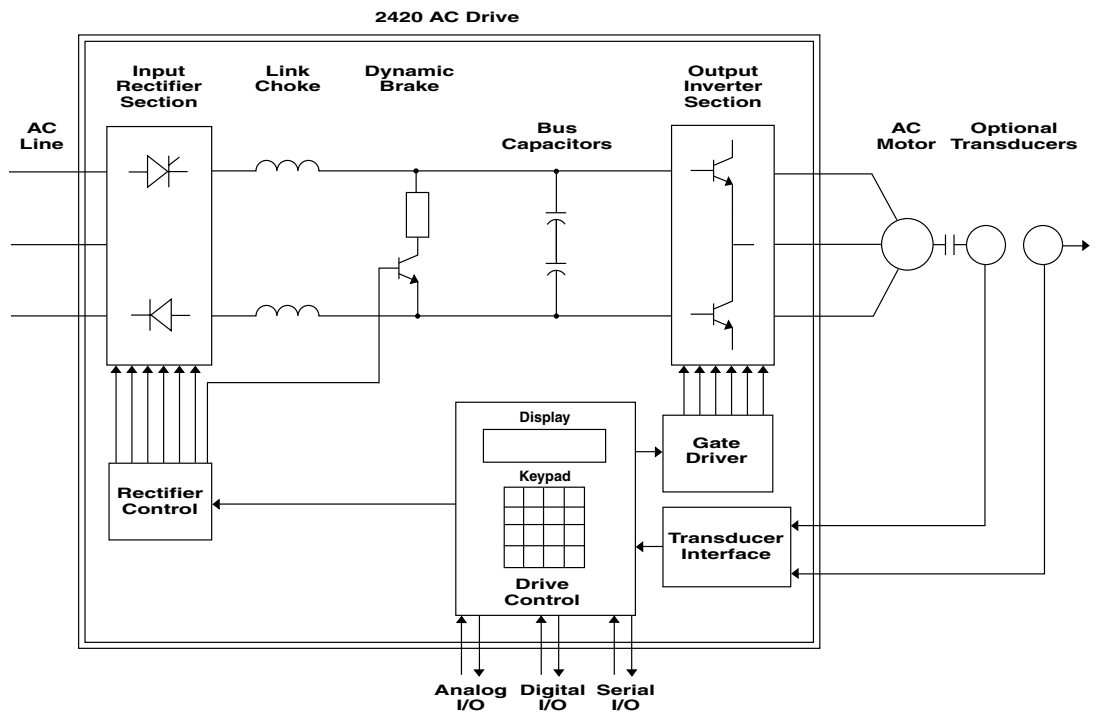 2420 AC Drive
Input
Rectifier
Section
Link
Choke
Dynamic
Brake
Output
Inverter
Section
AC
Line
Bus
Capacitors
AC
Motor
Optional
Transducers
Display
Keypad
Drive
Control
Gate
Driver
Rectifier
Control
Transducer
Interface
Analog
I/O
Digital
I/O
Serial
I/O